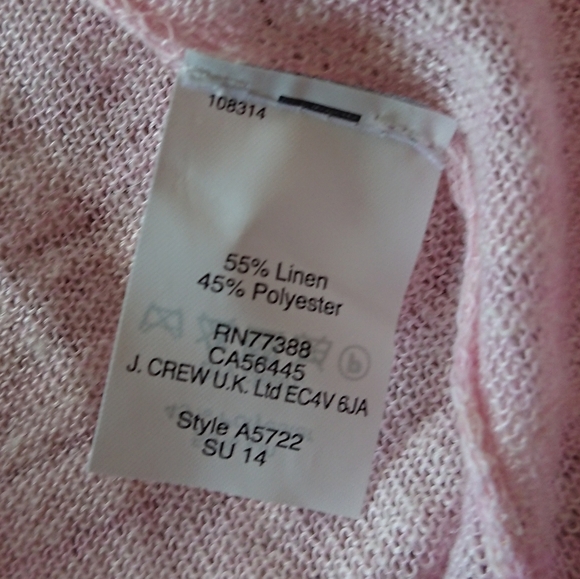 108314
55% Linen
45% Polyester
RN77388
CA56445
J. CREW U.K. Ltd EC4V 6JA
Style A5722
SU 14